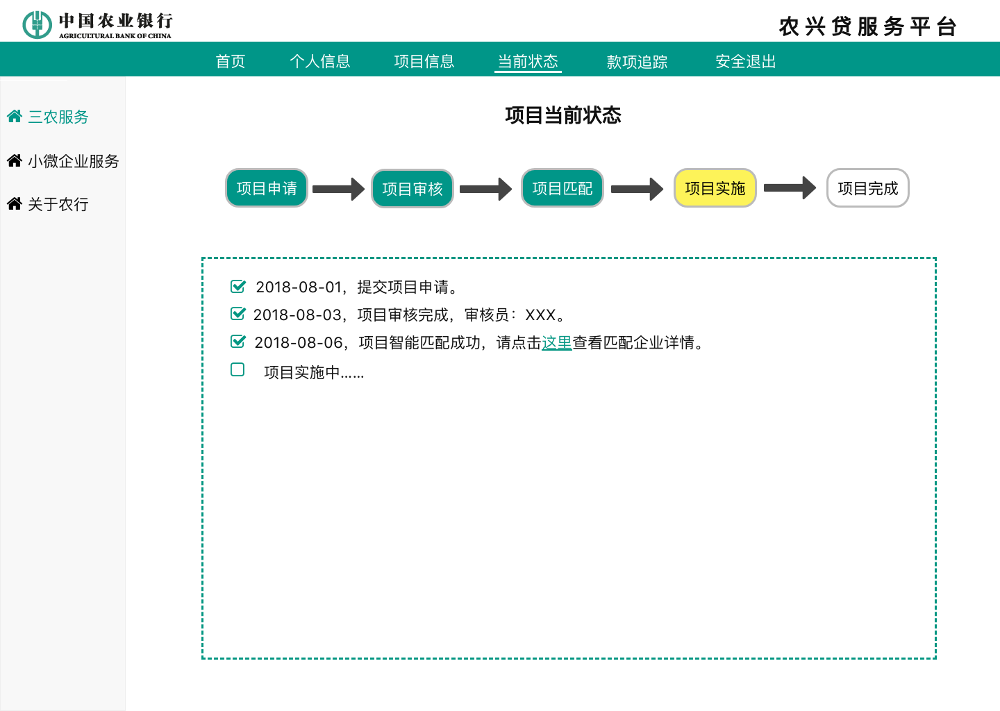 中国农业银行
AGRICULTURAL BANK OF CHINA
农兴贷服务平台
首页 个人信息 项目信息 当前状态 款项追踪 安全退出
三农服务
小微企业服务
关于农行
项目当前状态
项目申请 项目审核 项目匹配 项目实施 项目完成
2018-08-01，提交项目申请。
2018-08-03，项目审核完成，审核员：XXX。
2018-08-06，项目智能匹配成功，请点击这里查看匹配企业详情。
项目实施中……